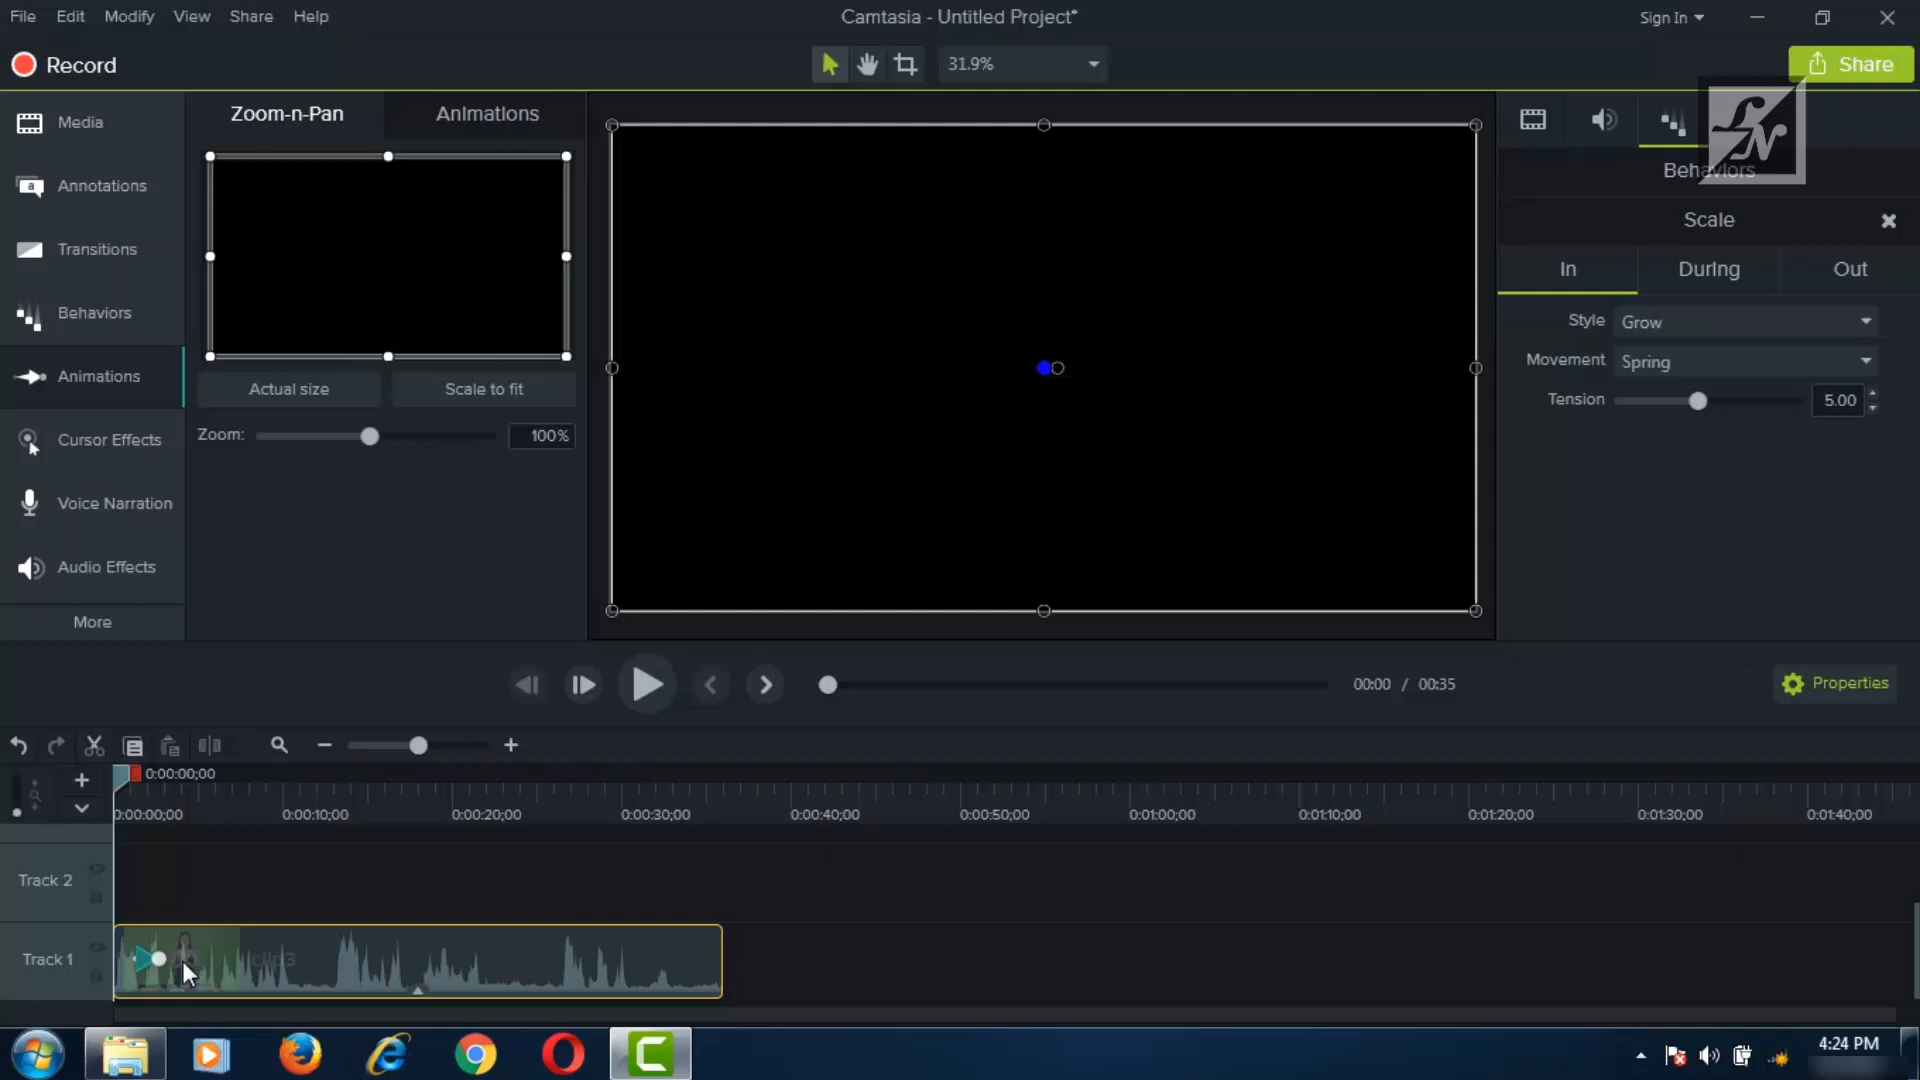 File Edit Modify View Share Help
Camtasia - Untitled Project*
Sign In
Record
31.9%
Share
Media
Annotations
Transitions
Behaviors
Animations
Cursor Effects
Voice Narration
Audio Effects
More
Zoom-n-Pan Animations
Actual size Scale to fit
Zoom: 100%
Behaviors
Scale
In During Out
Style Grow
Movement Spring
Tension 5.00
00:00 / 00:35
Properties
0:00:00;00
0:00:00;00 0:00:10;00 0:00:20;00 0:00:30;00 0:00:40;00 0:00:50;00 0:01:00;00 0:01:10;00 0:01:20;00 0:01:30;00 0:01:40;00
Track 2
Track 1
clip3
4:24 PM